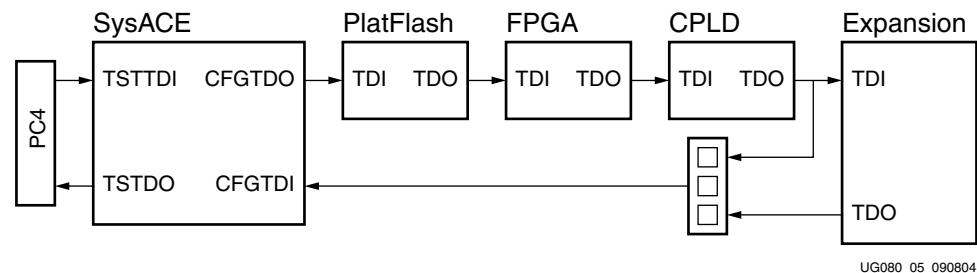 SysACE PlatFlash FPGA CPLD Expansion
TSTTDI CFGTDO TDI TDO TDI TDO TDI TDO TDI
PC4
TSTDO CFGTDI TDO
UG080_05_090804